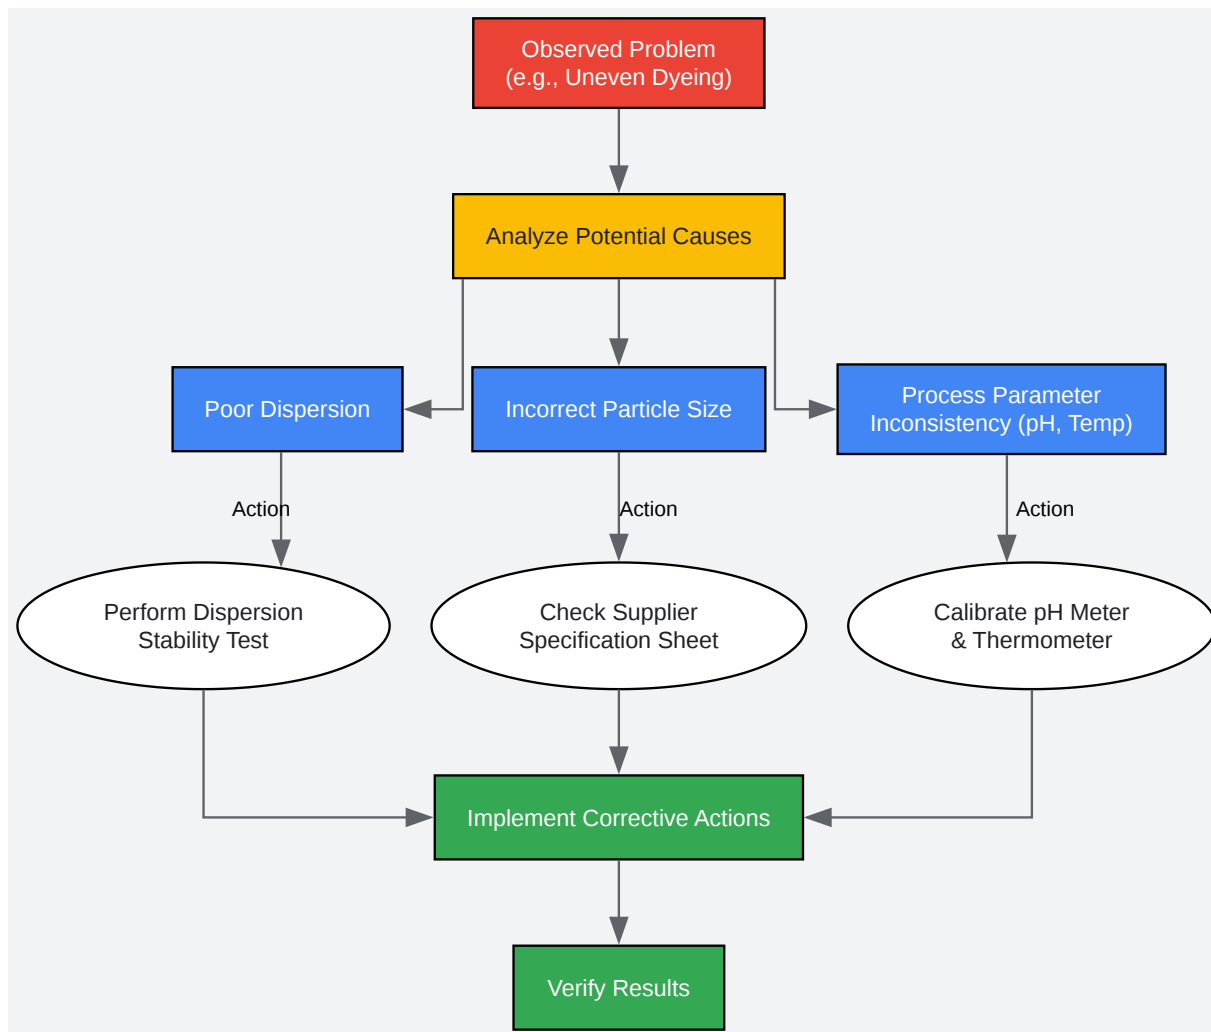 Observed Problem
(e.g., Uneven Dyeing)
Analyze Potential Causes
Poor Dispersion
Incorrect Particle Size
Process Parameter
Inconsistency (pH, Temp)
Action
Action
Action
Perform Dispersion
Stability Test
Check Supplier
Specification Sheet
Calibrate pH Meter
& Thermometer
Implement Corrective Actions
Verify Results